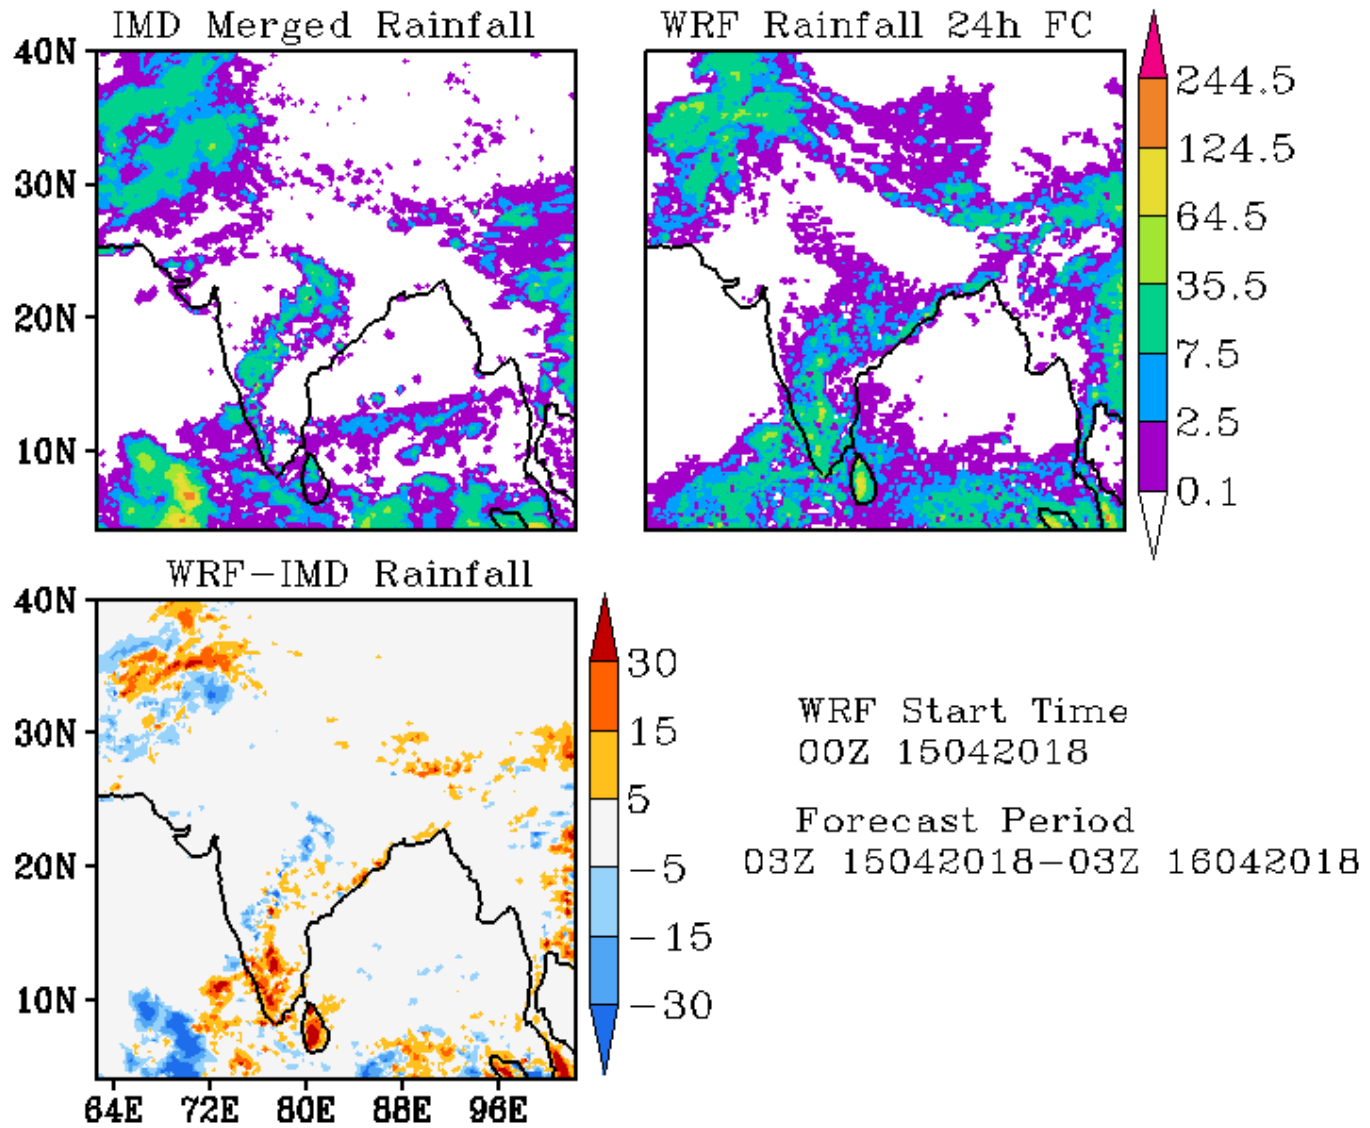 IMD Merged Rainfall
WRF Rainfall 24h FC
40N
30N
20N
10N
244.5
124.5
64.5
35.5
7.5
2.5
0.1
WRF-IMD Rainfall
40N
30N
20N
10N
64E 72E 80E 88E 96E
30
15
5
-5
-15
-30
WRF Start Time
00Z 15042018
Forecast Period
03Z 15042018-03Z 16042018